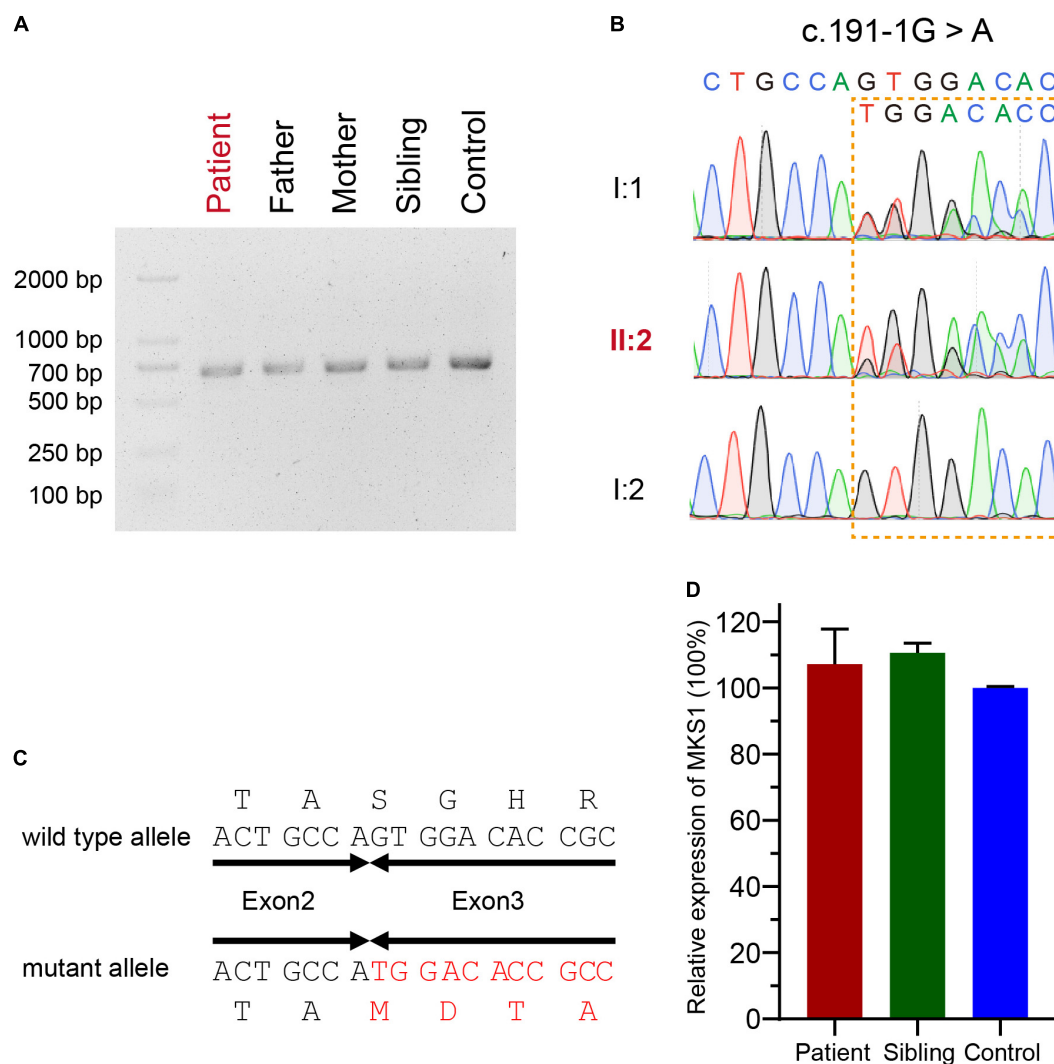 A
Patient
Father
Mother
Sibling
Control
2000 bp
1000 bp
700 bp
500 bp
250 bp
100 bp
B
c.191-1G > A
C T G C C A G T G G A C A C
T G G A C A C C
I:1
II:2
I:2
C
T A S G H R
wild type allele ACT GCC AGT GGA CAC CGC
Exon2 Exon3
mutant allele ACT GCC ATG GAC ACC GCC
T A M D T A
D
Relative expression of MKS1 (100%)
120
100
80
60
40
20
0
Patient Sibling Control